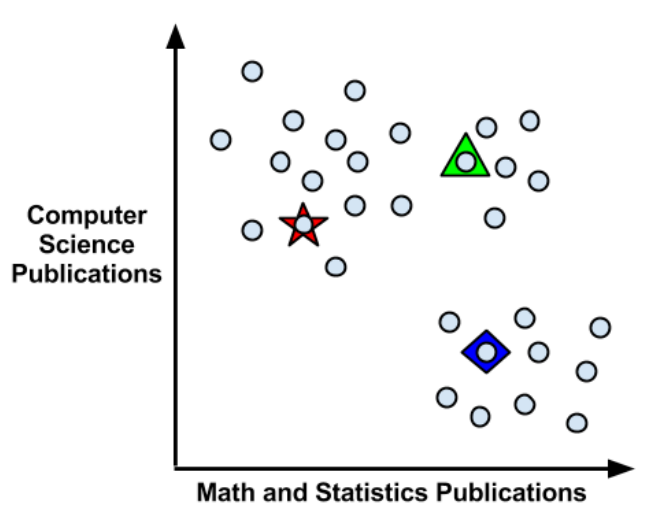 Computer
Science
Publications
Math and Statistics Publications